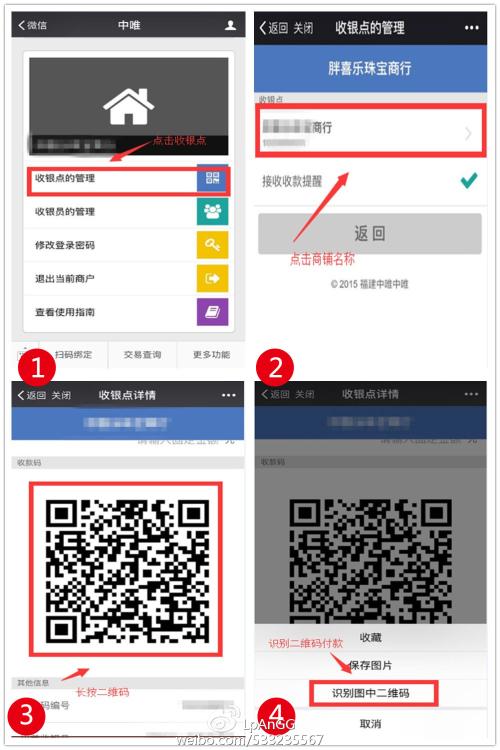 微信
中唯
点击收银点
收银点的管理
收银员的管理
修改登录密码
退出当前商户
查看使用指南
扫码绑定
交易查询
更多功能
1
返回 关闭
收银点的管理
胖喜乐珠宝商行
收银点
商行
接收收款提醒
返回
点击商铺名称
© 2015 福建中唯中唯
2
返回 关闭
收银点详情
收款码
长按二维码
其他信息
码编号
3
返回 关闭
收银点详情
收款码
识别二维码付款
收藏
保存图片
识别图中二维码
取消
4
LpAnGG
weibo.com/533235567